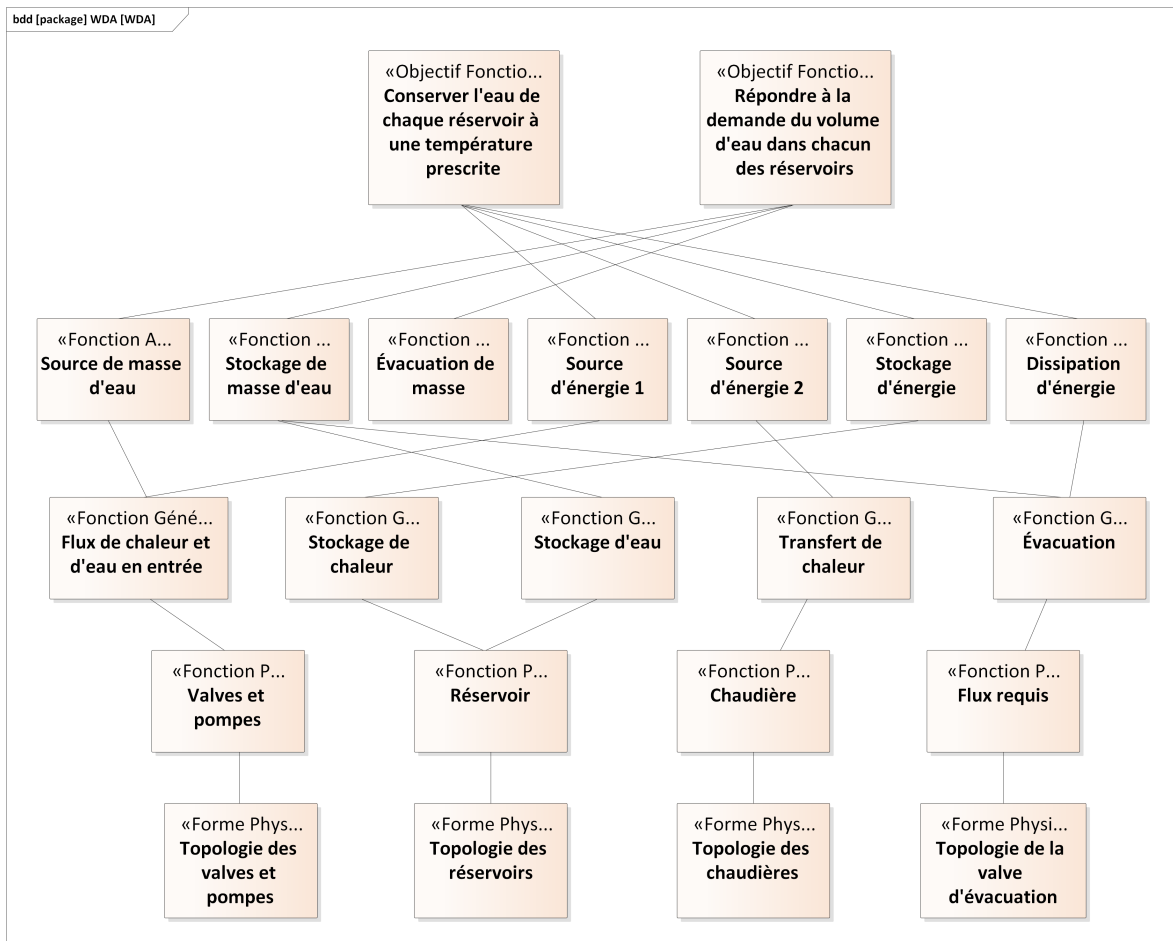 bdd [package] WDA [WDA]
«Objectif Fonctio...
Conserver l'eau de
chaque réservoir à
une température
prescrite
«Objectif Fonctio...
Répondre à la
demande du volume
d'eau dans chacun
des réservoirs
«Fonction A...
Source de masse
d'eau
«Fonction ...
Stockage de
masse d'eau
«Fonction ...
Évacuation de
masse
«Fonction ...
Source
d'énergie 1
«Fonction ...
Source
d'énergie 2
«Fonction ...
Stockage
d'énergie
«Fonction ...
Dissipation
d'énergie
«Fonction Géné...
Flux de chaleur et
d'eau en entrée
«Fonction G...
Stockage de
chaleur
«Fonction G...
Stockage d'eau
«Fonction G...
Transfert de
chaleur
«Fonction G...
Évacuation
«Fonction P...
Valves et
pompes
«Fonction P...
Réservoir
«Fonction P...
Chaudière
«Fonction P...
Flux requis
«Forme Phys...
Topologie des
valves et
pompes
«Forme Phys...
Topologie des
réservoirs
«Forme Phys...
Topologie des
chaudières
«Forme Physi...
Topologie de la
valve
d'évacuation